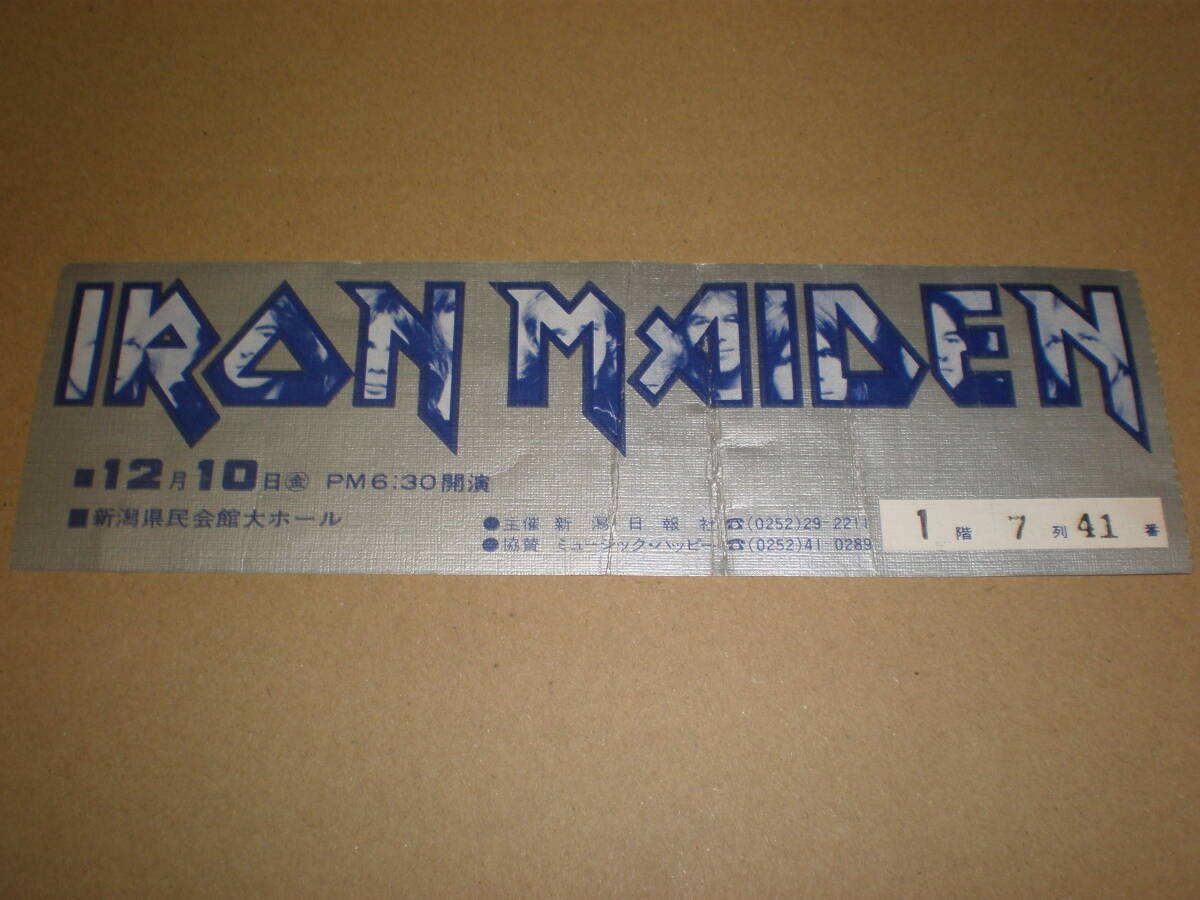 IRON MAIDEN
■12月10日㊎ PM6:30開演
■新潟県民会館大ホール
●主催 新潟日報社 ☎(0252)29-2211
●協賛 ミュージック・ハッピー ☎(0252)41-0289
1階 7列 41番